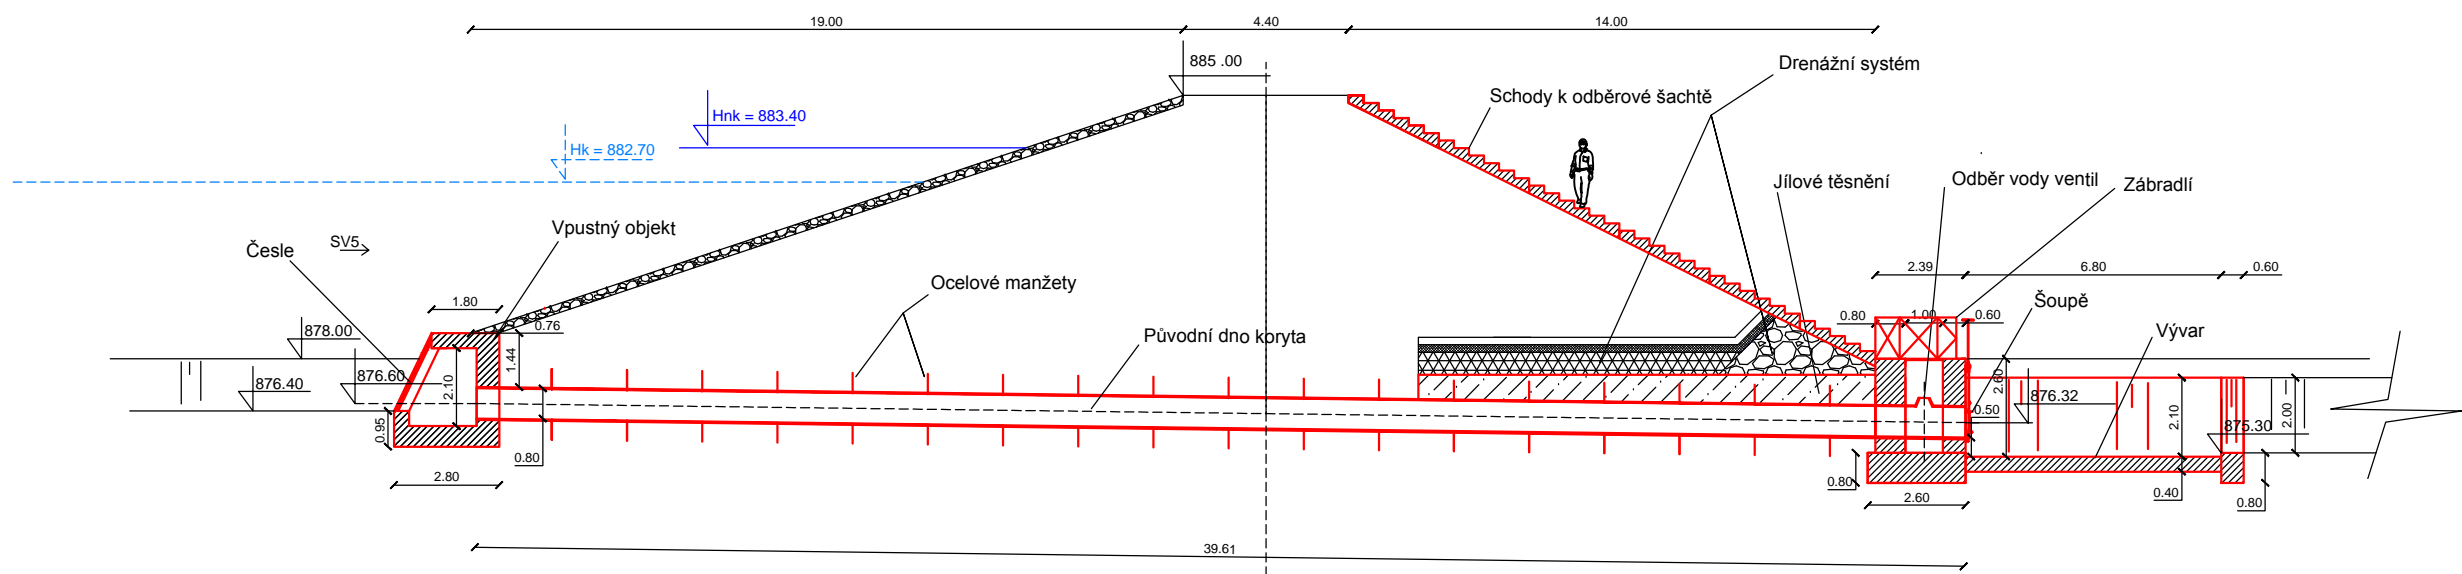 19.00
4.40
14.00
885 .00
Drenážní systém
Schody k odběrové šachtě
Hnk = 883.40
Hk = 882.70
Jílové těsnění
Odběr vody ventil
Zábradlí
Vpustný objekt
SV5
Česle
2.39
6.80
0.60
Ocelové manžety
1.80
Šoupě
0.80
1.00
0.60
878.00
0.76
Původní dno koryta
Vývar
1.44
2.60
876.60
876.40
2.10
876.32
0.50
2.10
2.00
0.95
875.30
0.80
2.80
0.80
2.60
0.40
0.80
39.61